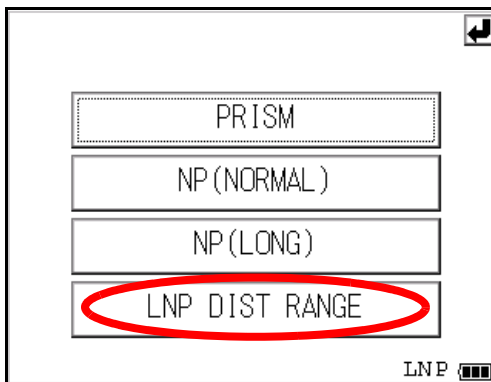 PRISM
NP(NORMAL)
NP(LONG)
LNP DIST RANGE
LNP